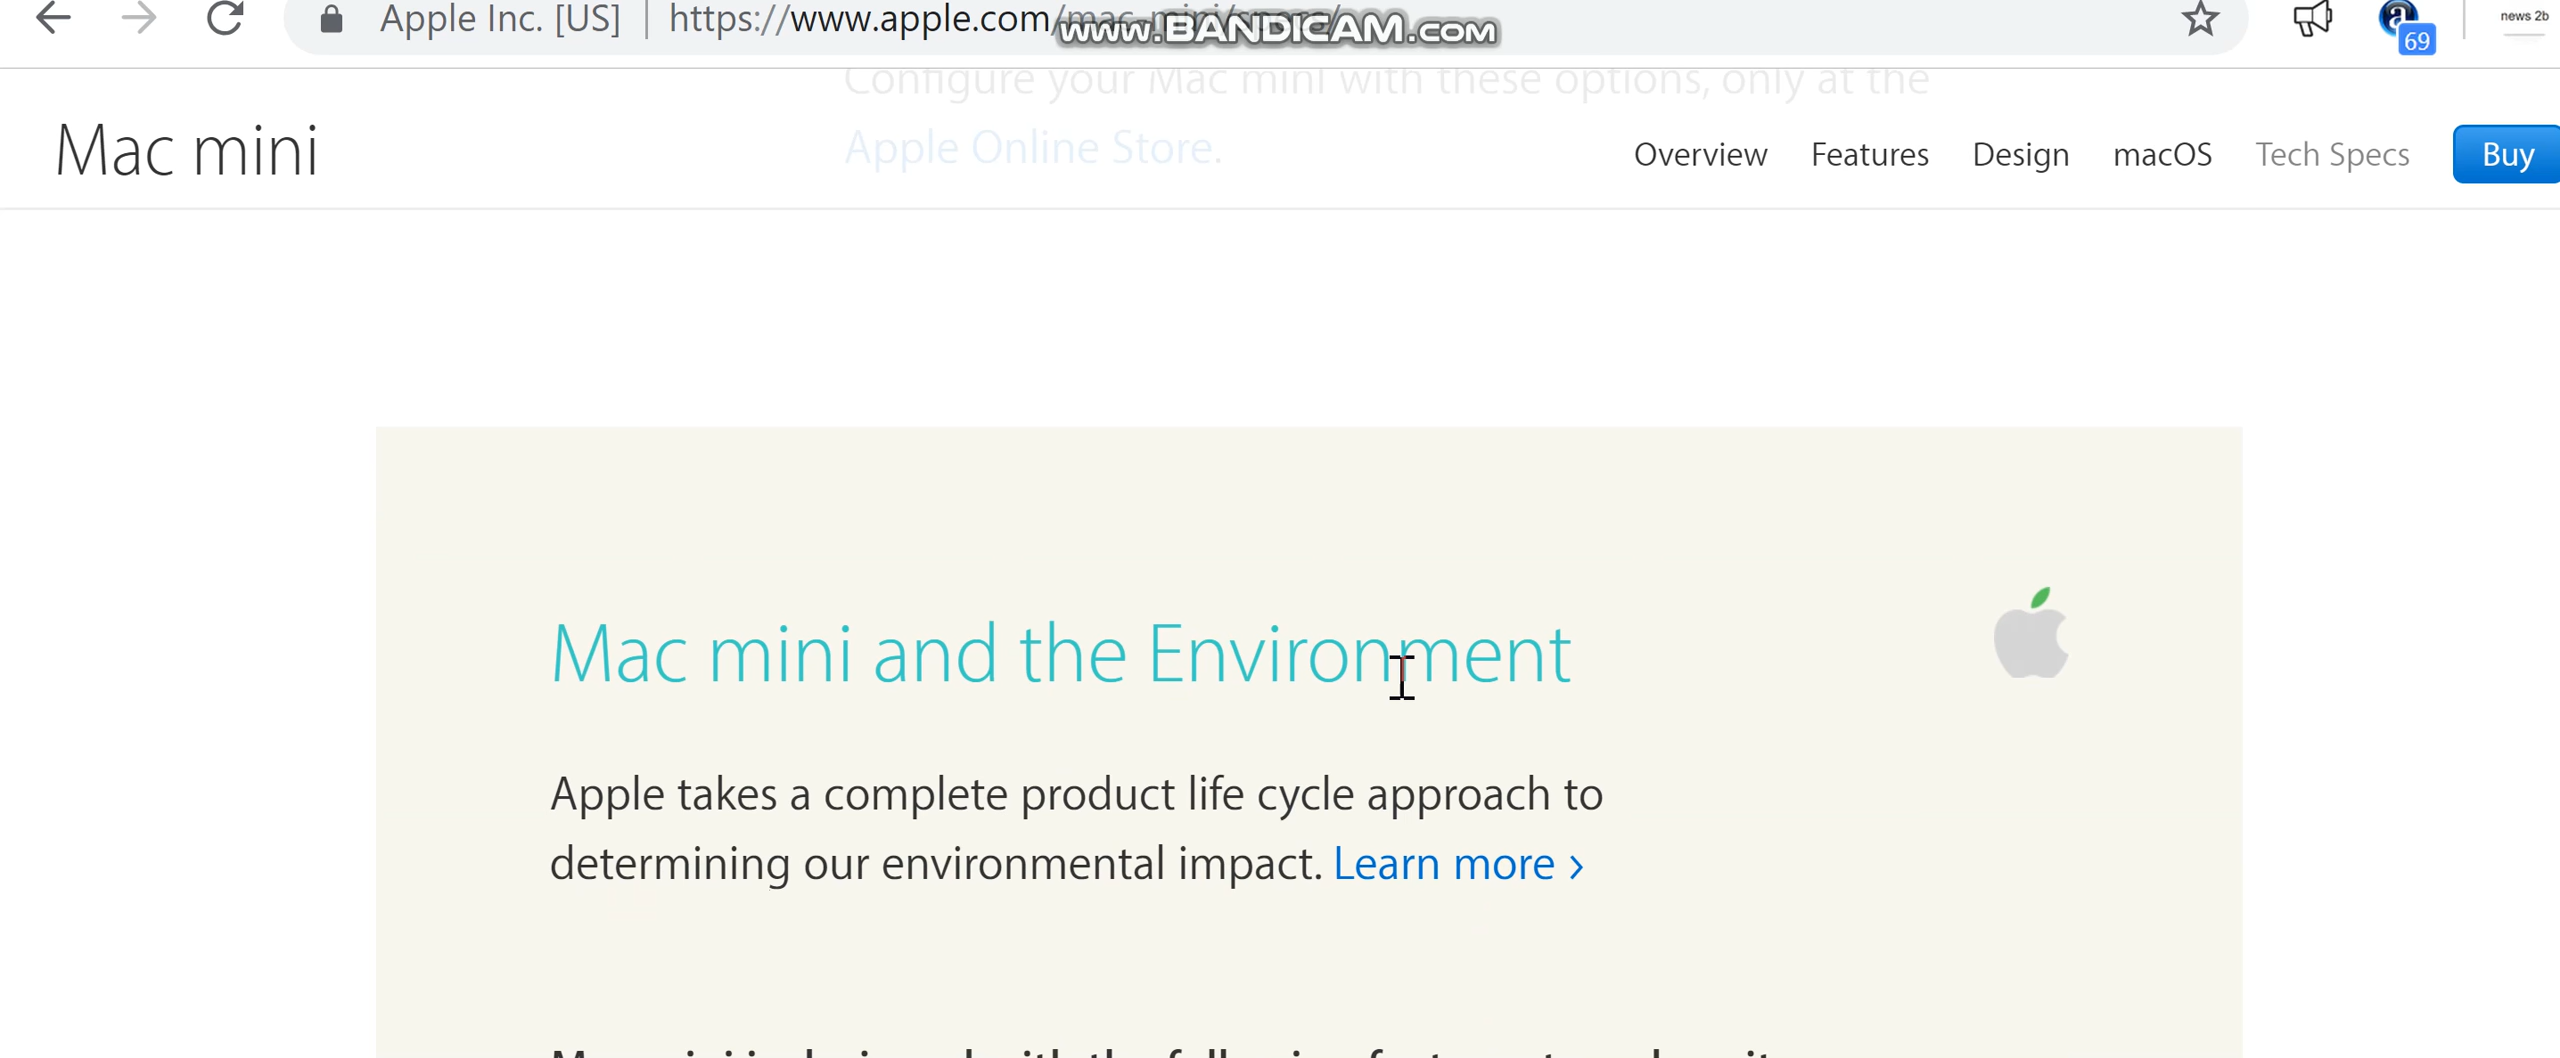 Apple Inc. [US] | https://www.apple.com/mac-mini/specs/
www.BANDICAM.com
69
news 2b
Configure your Mac mini with these options, only at the
Apple Online Store.
Mac mini
Overview Features Design macOS Tech Specs Buy
Mac mini and the Environment
Apple takes a complete product life cycle approach to
determining our environmental impact. Learn more ›